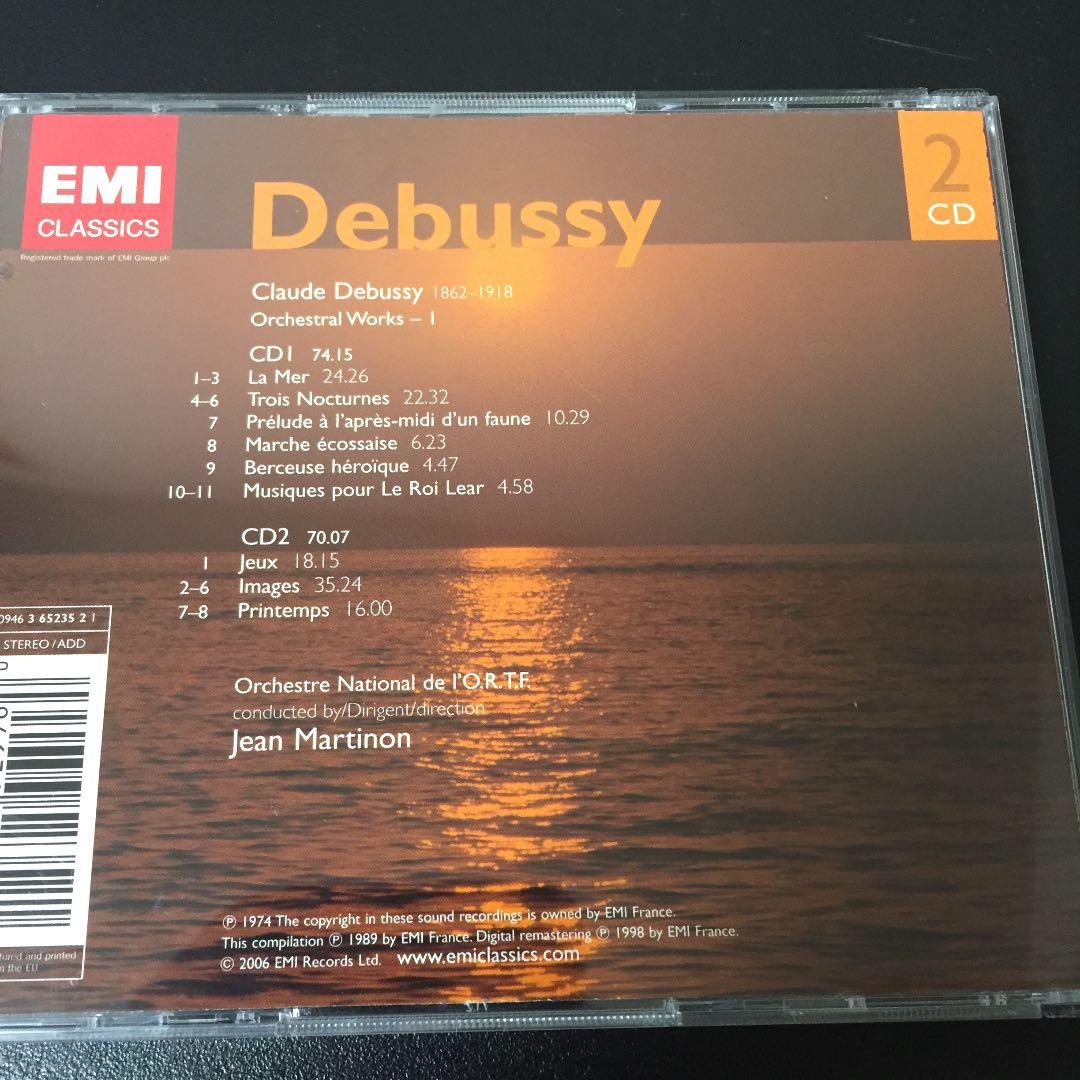 EMI
CLASSICS
Registered trade mark of EMI Group plc
2
CD
Debussy
Claude Debussy 1862–1918
Orchestral Works – 1
CD1 74.15
1–3 La Mer 24.26
4–6 Trois Nocturnes 22.32
7 Prélude à l'après-midi d'un faune 10.29
8 Marche écossaise 6.23
9 Berceuse héroïque 4.47
10–11 Musiques pour Le Roi Lear 4.58
CD2 70.07
1 Jeux 18.15
2–6 Images 35.24
7–8 Printemps 16.00
0946 3 65235 2 1
STEREO/ADD
Orchestre National de l'O.R.T.F.
conducted by/Dirigent/direction
Jean Martinon
℗ 1974 The copyright in these sound recordings is owned by EMI France.
This compilation ℗ 1989 by EMI France. Digital remastering ℗ 1998 by EMI France.
© 2006 EMI Records Ltd. www.emiclassics.com
and printed
the EU